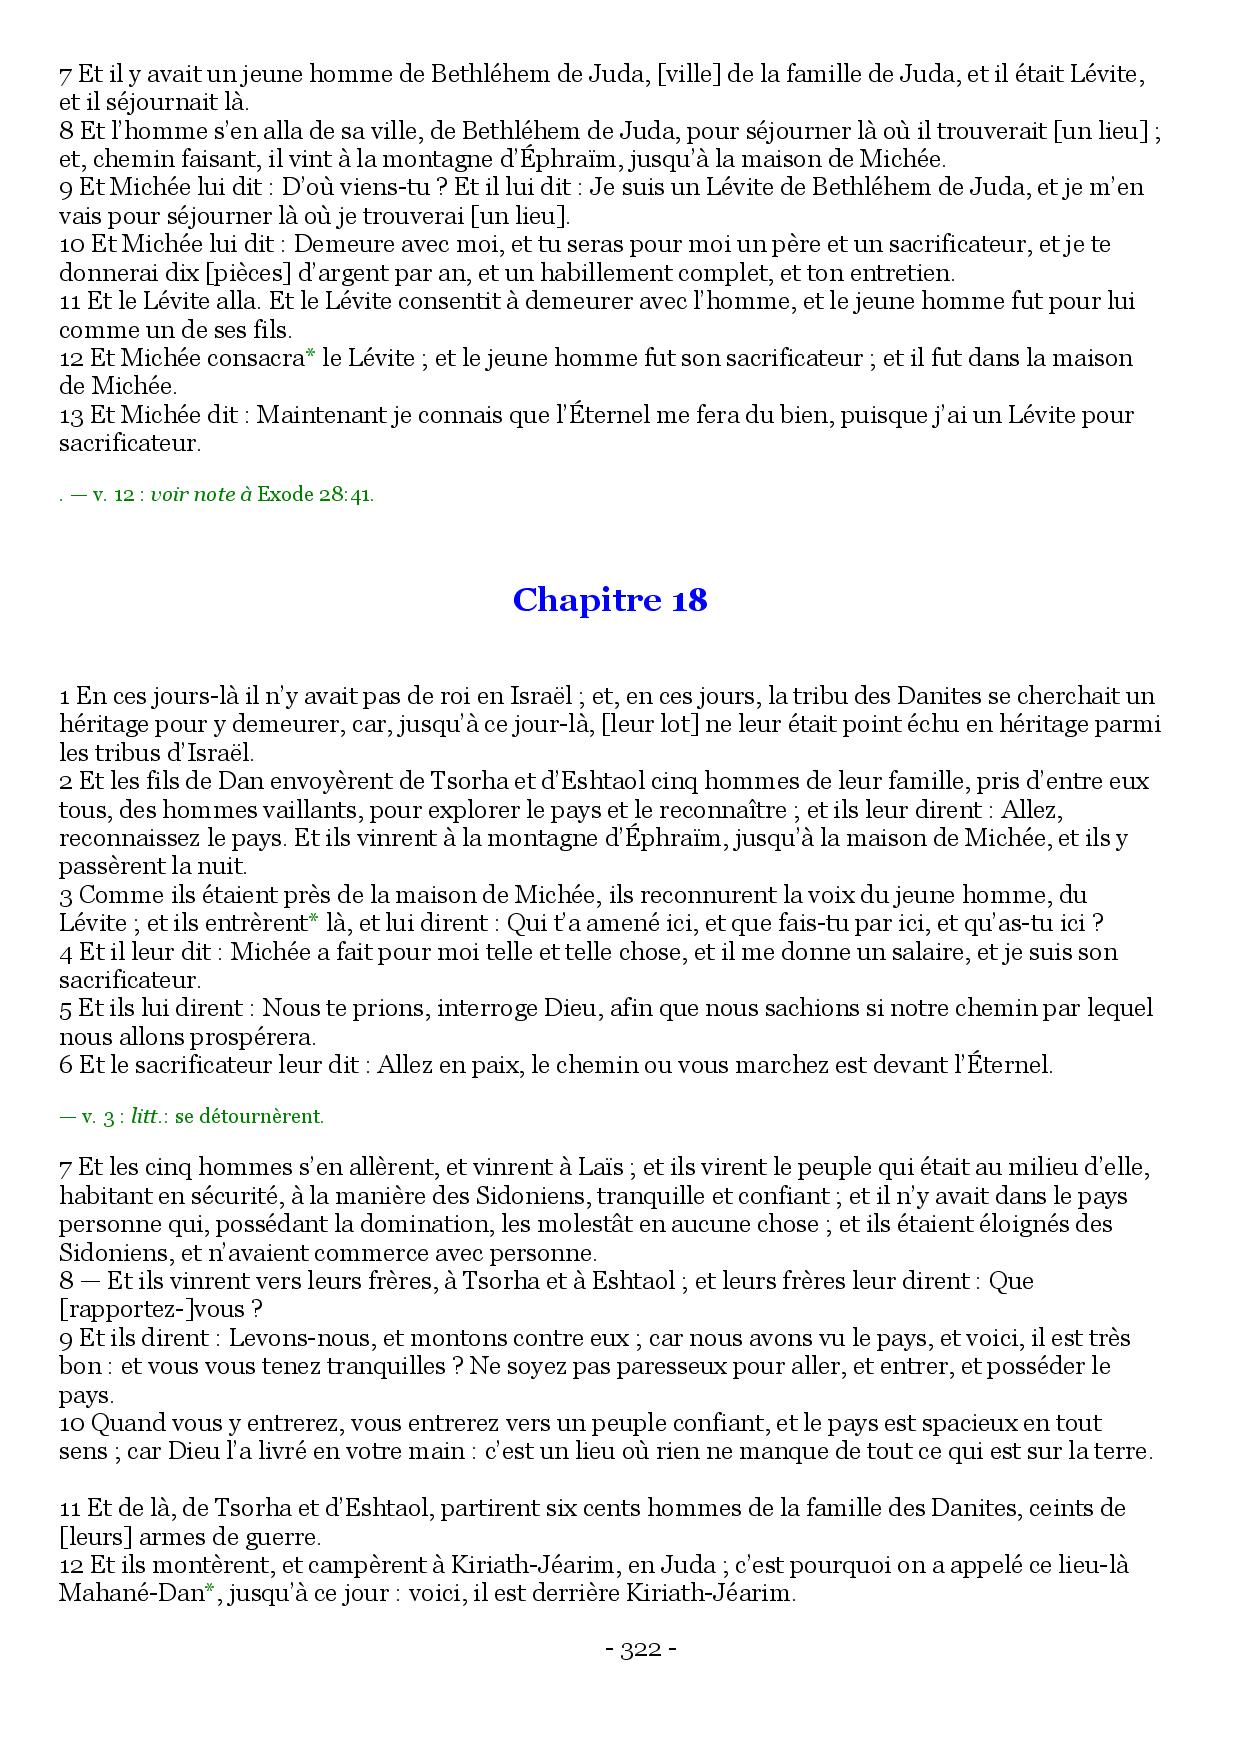 7 Et il y avait un jeune homme de Bethléhem de Juda, [ville] de la famille de Juda, et il était Lévite,
et il séjournait là.
8 Et l’homme s’en alla de sa ville, de Bethléhem de Juda, pour séjourner là où il trouverait [un lieu] ;
et, chemin faisant, il vint à la montagne d’Éphraïm, jusqu’à la maison de Michée.
9 Et Michée lui dit : D’où viens-tu ? Et il lui dit : Je suis un Lévite de Bethléhem de Juda, et je m’en
vais pour séjourner là où je trouverai [un lieu].
10 Et Michée lui dit : Demeure avec moi, et tu seras pour moi un père et un sacrificateur, et je te
donnerai dix [pièces] d’argent par an, et un habillement complet, et ton entretien.
11 Et le Lévite alla. Et le Lévite consentit à demeurer avec l’homme, et le jeune homme fut pour lui
comme un de ses fils.
12 Et Michée consacra* le Lévite ; et le jeune homme fut son sacrificateur ; et il fut dans la maison
de Michée.
13 Et Michée dit : Maintenant je connais que l’Éternel me fera du bien, puisque j’ai un Lévite pour
sacrificateur.
. — v. 12 : voir note à Exode 28:41.
Chapitre 18
1 En ces jours-là il n’y avait pas de roi en Israël ; et, en ces jours, la tribu des Danites se cherchait un
héritage pour y demeurer, car, jusqu’à ce jour-là, [leur lot] ne leur était point échu en héritage parmi
les tribus d’Israël.
2 Et les fils de Dan envoyèrent de Tsorha et d’Eshtaol cinq hommes de leur famille, pris d’entre eux
tous, des hommes vaillants, pour explorer le pays et le reconnaître ; et ils leur dirent : Allez,
reconnaissez le pays. Et ils vinrent à la montagne d’Éphraïm, jusqu’à la maison de Michée, et ils y
passèrent la nuit.
3 Comme ils étaient près de la maison de Michée, ils reconnurent la voix du jeune homme, du
Lévite ; et ils entrèrent* là, et lui dirent : Qui t’a amené ici, et que fais-tu par ici, et qu’as-tu ici ?
4 Et il leur dit : Michée a fait pour moi telle et telle chose, et il me donne un salaire, et je suis son
sacrificateur.
5 Et ils lui dirent : Nous te prions, interroge Dieu, afin que nous sachions si notre chemin par lequel
nous allons prospérera.
6 Et le sacrificateur leur dit : Allez en paix, le chemin ou vous marchez est devant l’Éternel.
— v. 3 : litt.: se détournèrent.
7 Et les cinq hommes s’en allèrent, et vinrent à Laïs ; et ils virent le peuple qui était au milieu d’elle,
habitant en sécurité, à la manière des Sidoniens, tranquille et confiant ; et il n’y avait dans le pays
personne qui, possédant la domination, les molestât en aucune chose ; et ils étaient éloignés des
Sidoniens, et n’avaient commerce avec personne.
8 — Et ils vinrent vers leurs frères, à Tsorha et à Eshtaol ; et leurs frères leur dirent : Que
[rapportez-]vous ?
9 Et ils dirent : Levons-nous, et montons contre eux ; car nous avons vu le pays, et voici, il est très
bon : et vous vous tenez tranquilles ? Ne soyez pas paresseux pour aller, et entrer, et posséder le
pays.
10 Quand vous y entrerez, vous entrerez vers un peuple confiant, et le pays est spacieux en tout
sens ; car Dieu l’a livré en votre main : c’est un lieu où rien ne manque de tout ce qui est sur la terre.
11 Et de là, de Tsorha et d’Eshtaol, partirent six cents hommes de la famille des Danites, ceints de
[leurs] armes de guerre.
12 Et ils montèrent, et campèrent à Kiriath-Jéarim, en Juda ; c’est pourquoi on a appelé ce lieu-là
Mahané-Dan*, jusqu’à ce jour : voici, il est derrière Kiriath-Jéarim.
- 322 -